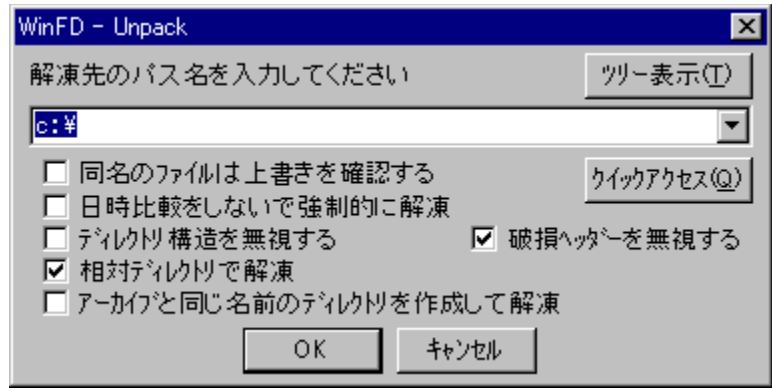 WinFD - Unpack
解凍先のパス名を入力してください
ツリー表示(T)
c:¥
同名のファイルは上書きを確認する
クイックアクセス(Q)
日時比較をしないで強制的に解凍
ディレクトリ構造を無視する
破損ヘッダーを無視する
相対ディレクトリで解凍
アーカイブと同じ名前のディレクトリを作成して解凍
OK
キャンセル